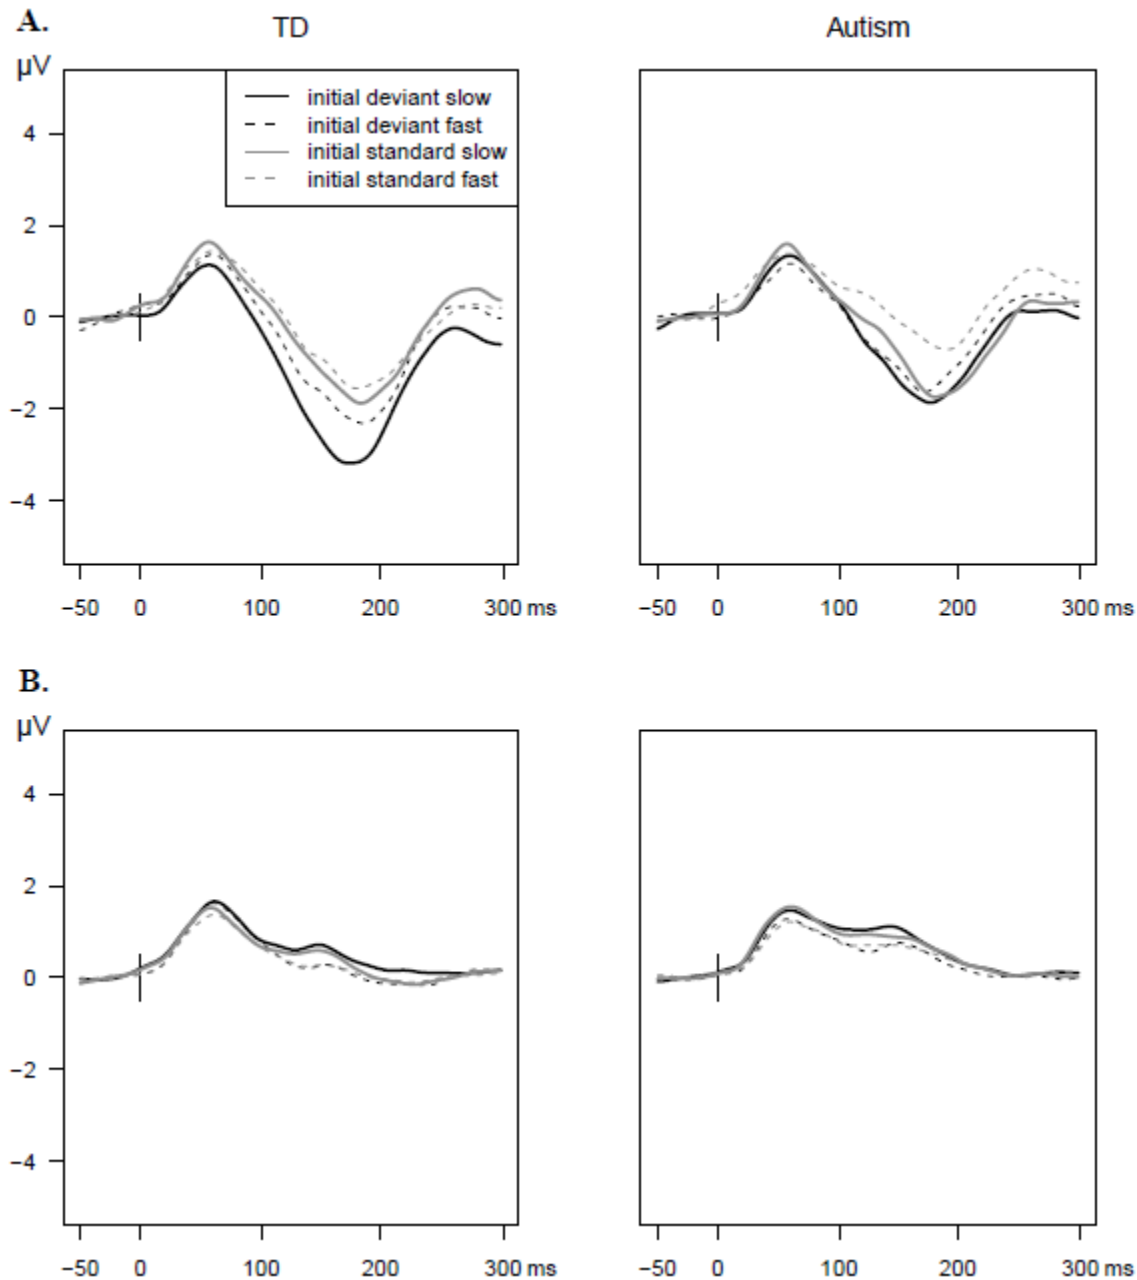 A.
TD
Autism
μV
initial deviant slow
initial deviant fast
initial standard slow
initial standard fast
4
2
0
−2
−4
−50 0 100 200 300 ms
−50 0 100 200 300 ms
B.
μV
4
2
0
−2
−4
−50 0 100 200 300 ms
−50 0 100 200 300 ms